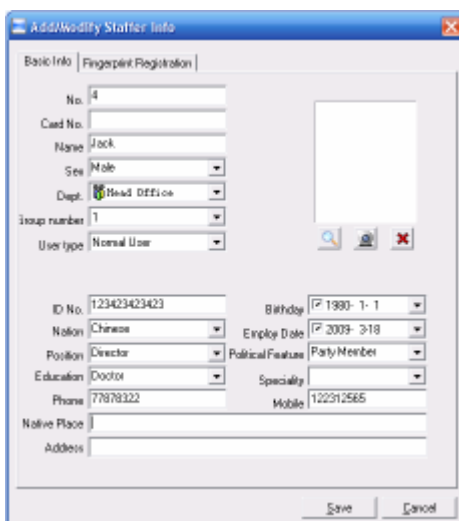 Add/Modify Staffer Info
Basic Info Fingerprint Registration
No. 4
Card No.
Name Jack
Sex Male
Dept. Head Office
Group number 1
User type Normal User
ID No. 123423423423 Birthday 1980- 1- 1
Nation Chinese Employ Date 2009- 3-18
Position Director Political Feature Party Member
Education Doctor Speciality
Phone 77878322 Mobile 122312565
Native Place
Address
Save Cancel